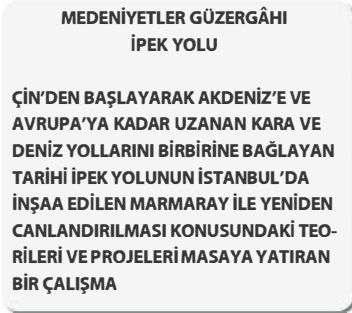 MEDENİYETLER GÜZERGÂHI
İPEK YOLU
ÇİN’DEN BAŞLAYARAK AKDENİZ’E VE
AVRUPA’YA KADAR UZANAN KARA VE
DENİZ YOLLARINI BİRBİRİNE BAĞLAYAN
TARİHİ İPEK YOLUNUN İSTANBUL’DA
İNŞAA EDİLEN MARMARAY İLE YENİDEN
CANLANDIRILMASI KONUSUNDAKİ TEO-
RİLERİ VE PROJELERİ MASAYA YATIRAN
BİR ÇALIŞMA